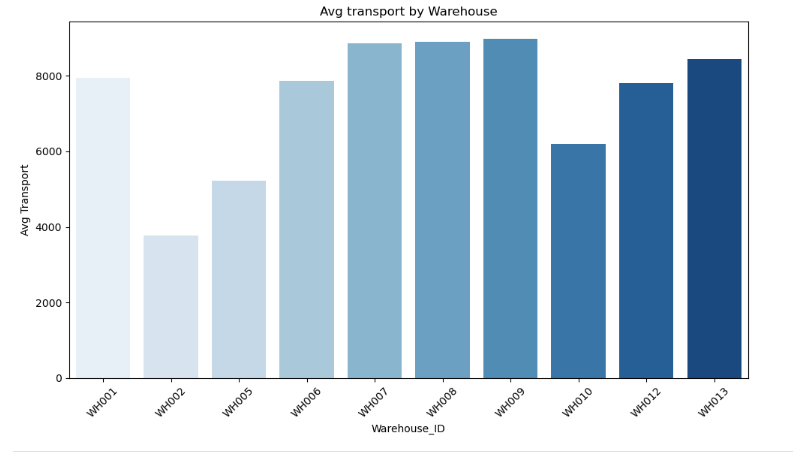 Avg transport by Warehouse
Avg Transport
8000
6000
4000
2000
0
WH001
WH002
WH005
WH006
WH007
WH008
WH009
WH010
WH012
WH013
Warehouse_ID